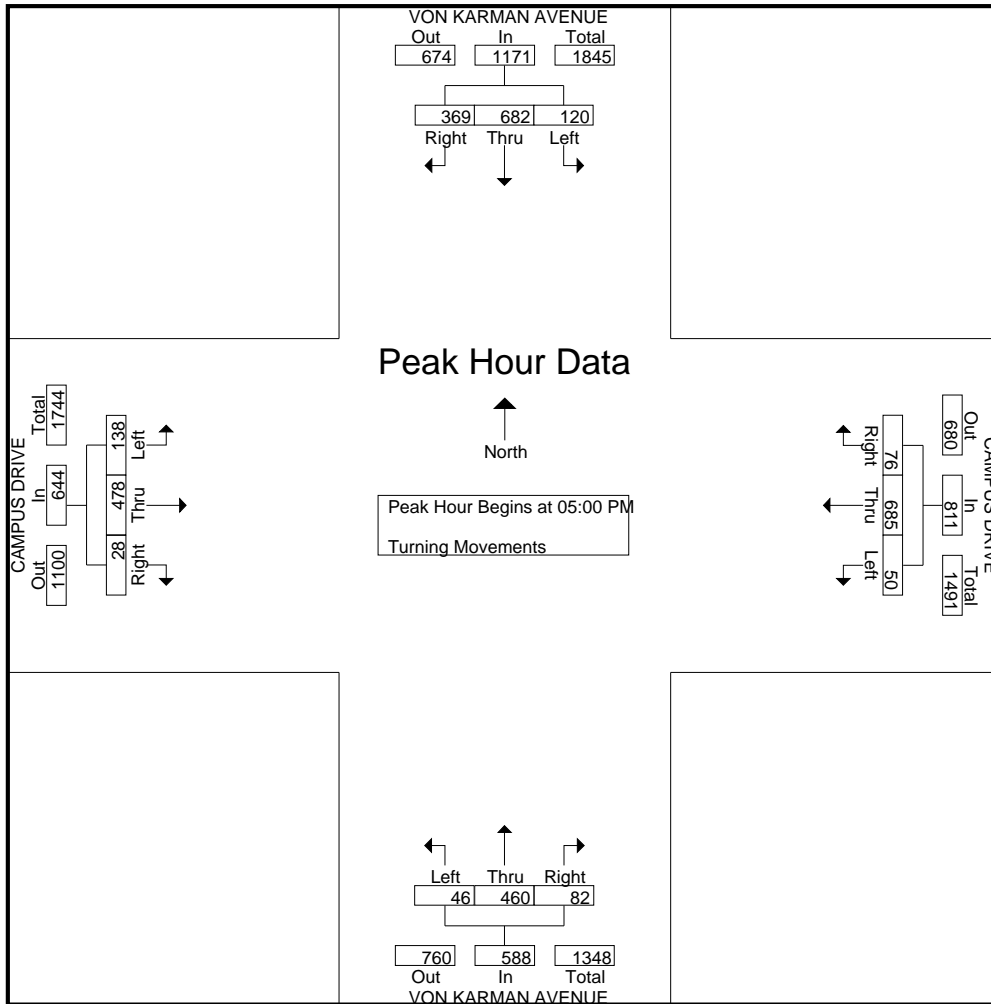 VON KARMAN AVENUE
Out In Total
674 1171 1845
369 682 120
Right Thru Left
Peak Hour Data
North
Peak Hour Begins at 05:00 PM
Turning Movements
CAMPUS DRIVE
Out In Total
1100 644 1744
Right Thru Left
28 478 138
CAMPUS DRIVE
Out In Total
680 811 1491
Right Thru Left
76 685 50
Left Thru Right
46 460 82
760 588 1348
Out In Total
VON KARMAN AVENUE